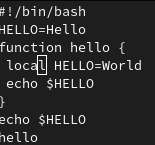 #!/bin/bash
HELLO=Hello
function hello {
 local HELLO=World
 echo $HELLO
}
echo $HELLO
hello